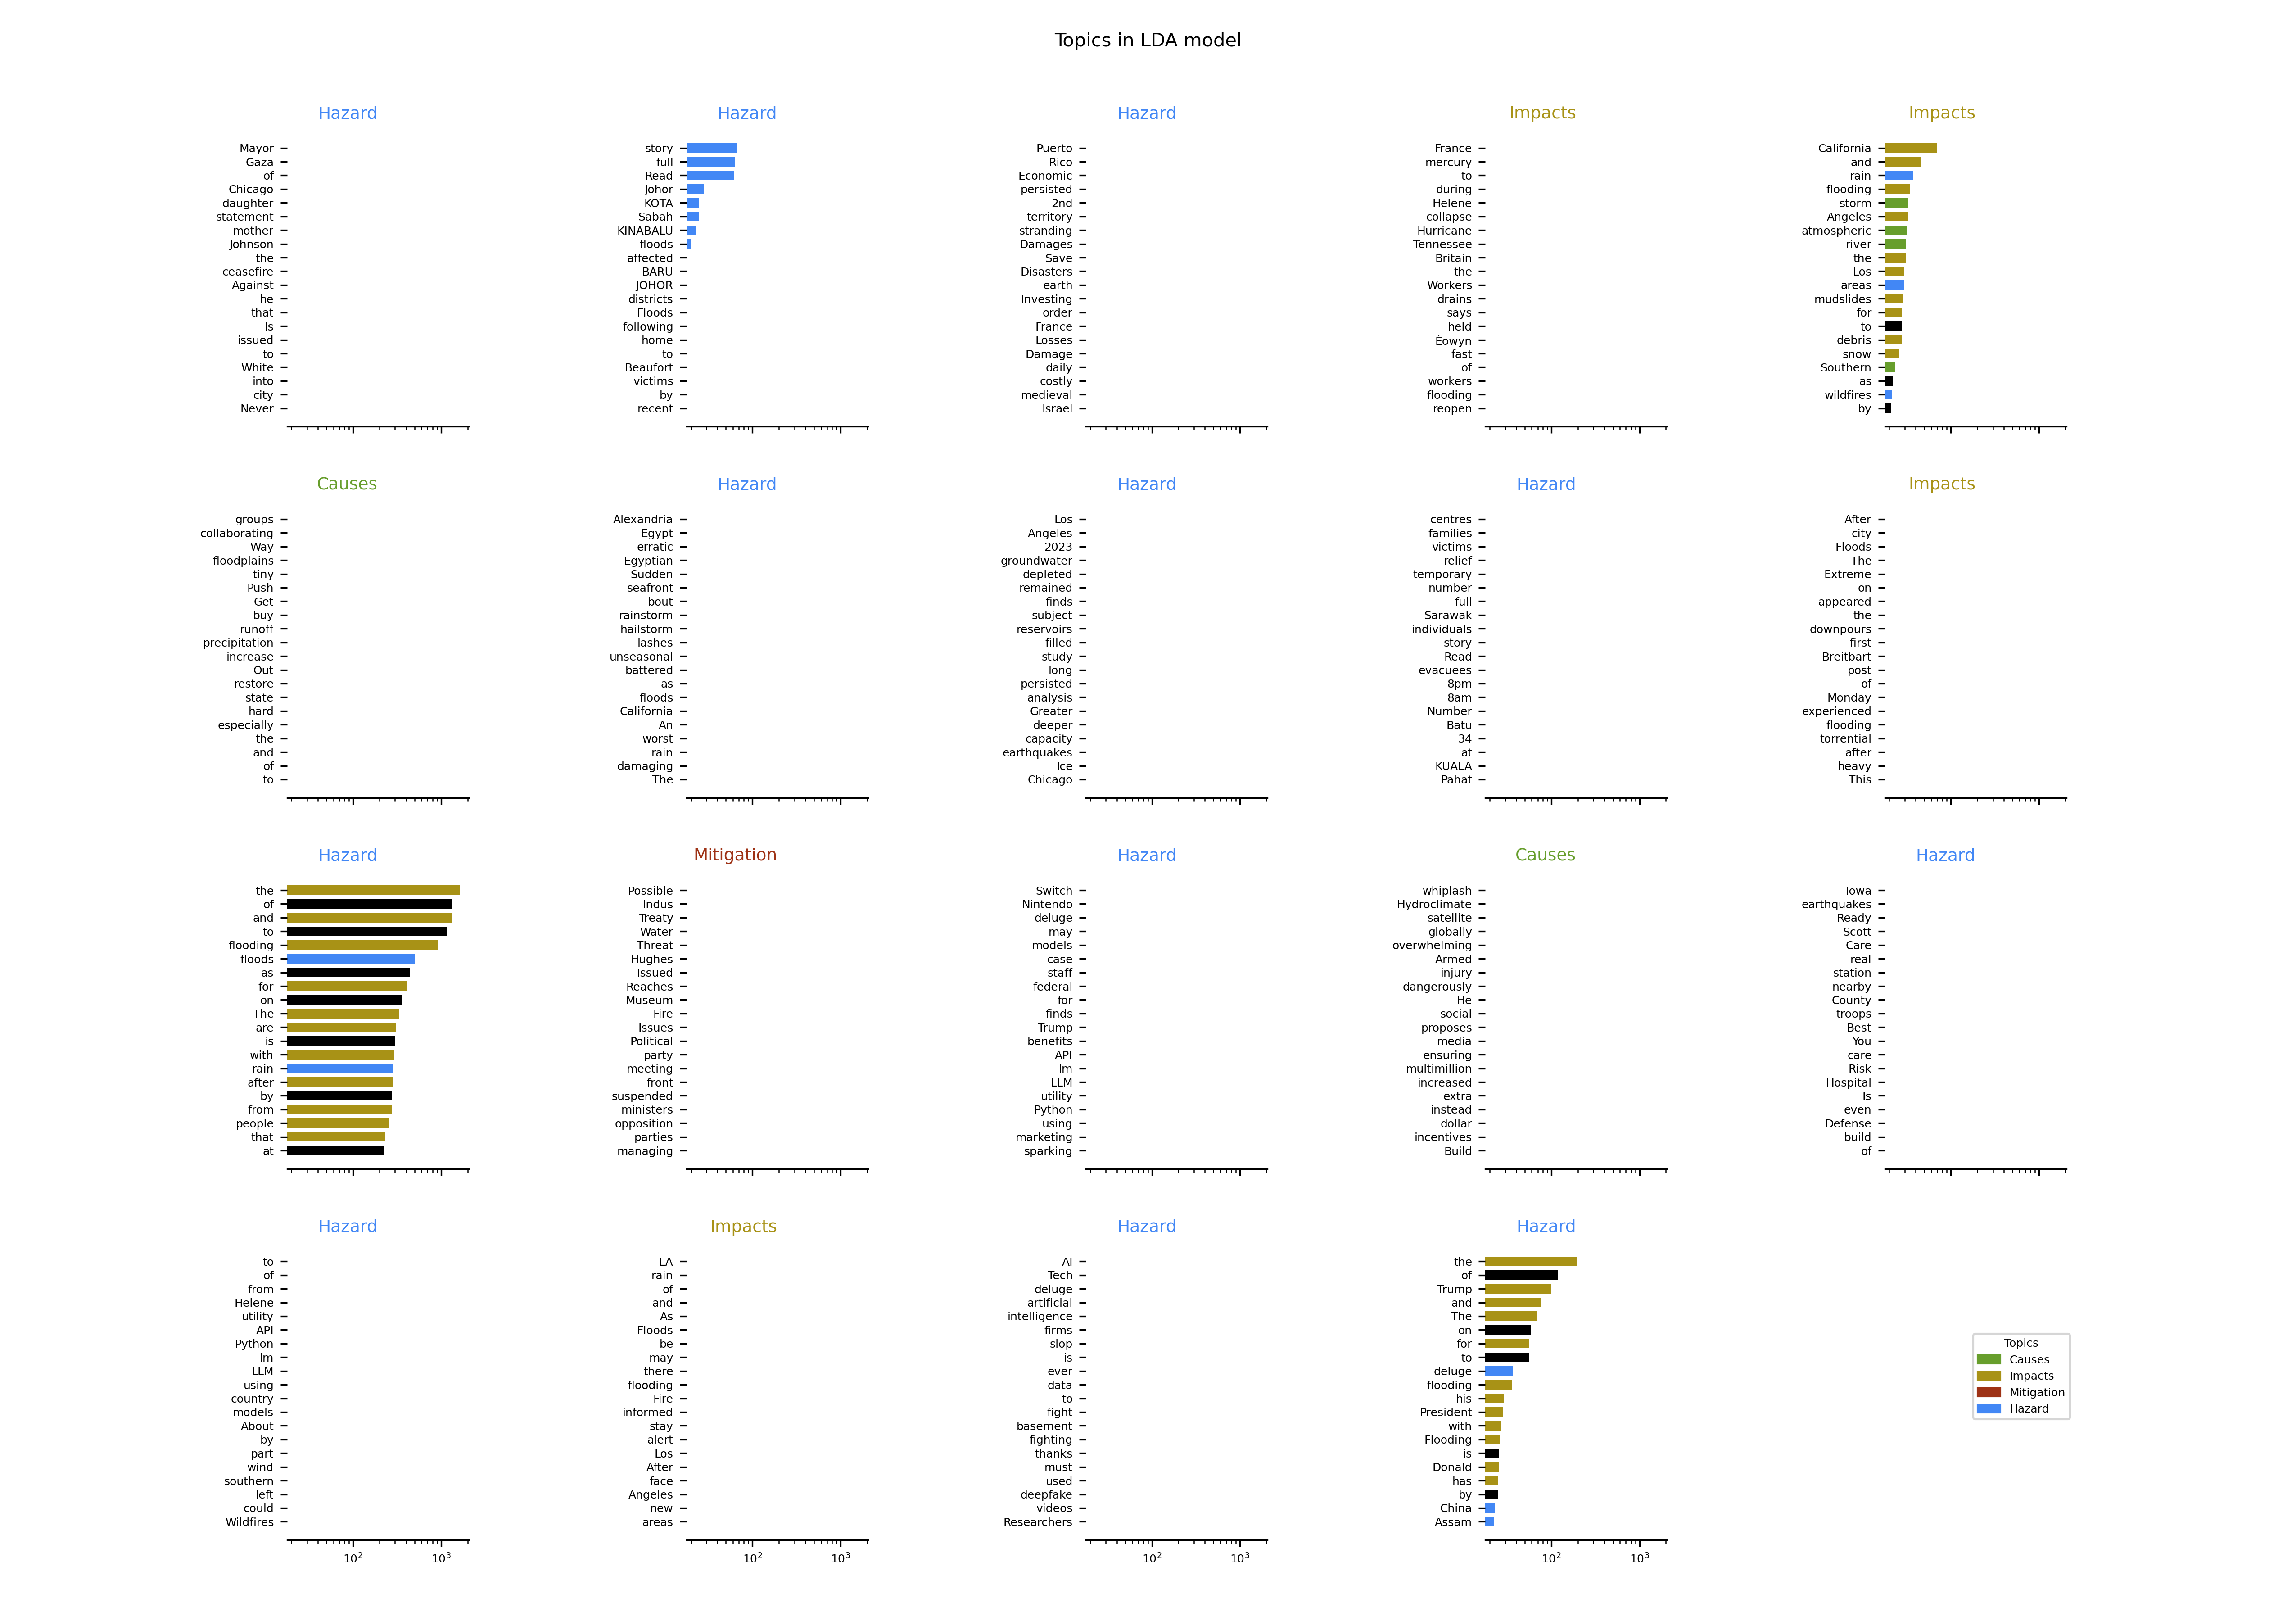 Topics in LDA model
Hazard
Mayor
Gaza
of
Chicago
daughter
statement
mother
Johnson
the
ceasefire
Against
he
that
Is
issued
to
White
into
city
Never
Hazard
story
full
Read
Johor
KOTA
Sabah
KINABALU
floods
affected
BARU
JOHOR
districts
Floods
following
home
to
Beaufort
victims
by
recent
Hazard
Puerto
Rico
Economic
persisted
2nd
territory
stranding
Damages
Save
Disasters
earth
Investing
order
France
Losses
Damage
daily
costly
medieval
Israel
Impacts
France
mercury
to
during
Helene
collapse
Hurricane
Tennessee
Britain
the
Workers
drains
says
held
Éowyn
fast
of
workers
flooding
reopen
Impacts
California
and
rain
flooding
storm
Angeles
atmospheric
river
the
Los
areas
mudslides
for
to
debris
snow
Southern
as
wildfires
by
Causes
groups
collaborating
Way
floodplains
tiny
Push
Get
buy
runoff
precipitation
increase
Out
restore
state
hard
especially
the
and
of
to
Hazard
Alexandria
Egypt
erratic
Egyptian
Sudden
seafront
bout
rainstorm
hailstorm
lashes
unseasonal
battered
as
floods
California
An
worst
rain
damaging
The
Hazard
Los
Angeles
2023
groundwater
depleted
remained
finds
subject
reservoirs
filled
study
long
persisted
analysis
Greater
deeper
capacity
earthquakes
Ice
Chicago
Hazard
centres
families
victims
relief
temporary
number
full
Sarawak
individuals
story
Read
evacuees
8pm
8am
Number
Batu
34
at
KUALA
Pahat
Impacts
After
city
Floods
The
Extreme
on
appeared
the
downpours
first
Breitbart
post
of
Monday
experienced
flooding
torrential
after
heavy
This
Hazard
the
of
and
to
flooding
floods
as
for
on
The
are
is
with
rain
after
by
from
people
that
at
Mitigation
Possible
Indus
Treaty
Water
Threat
Hughes
Issued
Reaches
Museum
Fire
Issues
Political
party
meeting
front
suspended
ministers
opposition
parties
managing
Hazard
Switch
Nintendo
deluge
may
models
case
staff
federal
for
finds
Trump
benefits
API
lm
LLM
utility
Python
using
marketing
sparking
Causes
whiplash
Hydroclimate
satellite
globally
overwhelming
Armed
injury
dangerously
He
social
proposes
media
ensuring
multimillion
increased
extra
instead
dollar
incentives
Build
Hazard
Iowa
earthquakes
Ready
Scott
Care
real
station
nearby
County
troops
Best
You
care
Risk
Hospital
Is
even
Defense
build
of
Hazard
to
of
from
Helene
utility
API
Python
lm
LLM
using
country
models
About
by
part
wind
southern
left
could
Wildfires
10²
10³
Impacts
LA
rain
of
and
As
Floods
be
may
there
flooding
Fire
informed
stay
alert
Los
After
face
Angeles
new
areas
10²
10³
Hazard
AI
Tech
deluge
artificial
intelligence
firms
slop
is
ever
data
to
fight
basement
fighting
thanks
must
used
deepfake
videos
Researchers
10²
10³
Hazard
the
of
Trump
and
The
on
for
to
deluge
flooding
his
President
with
Flooding
is
Donald
has
by
China
Assam
10²
10³
Topics
Causes
Impacts
Mitigation
Hazard